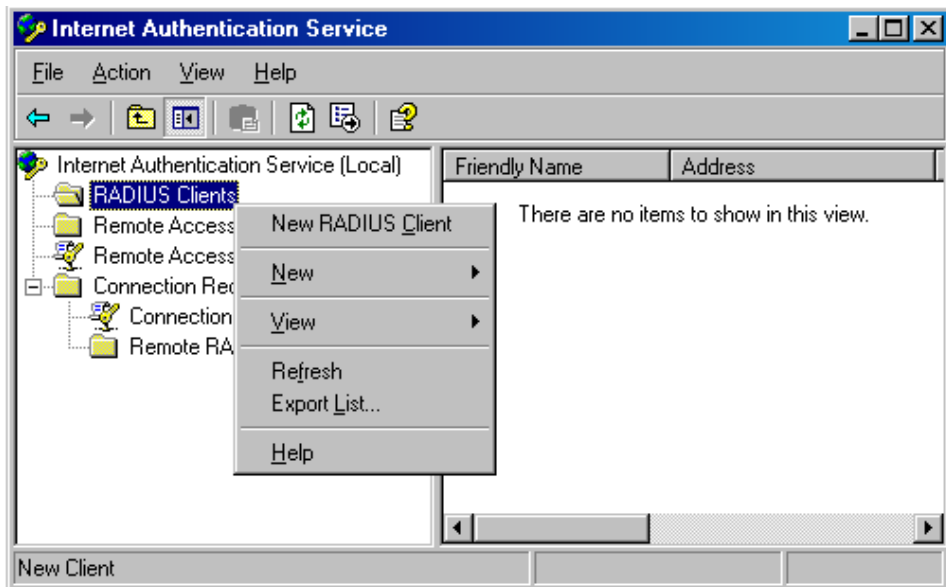 Internet Authentication Service
File Action View Help
Internet Authentication Service (Local)
RADIUS Clients
Remote Access
Remote Access
Connection Rec
Connection
Remote RA
New RADIUS Client
New
View
Refresh
Export List...
Help
Friendly Name Address
There are no items to show in this view.
New Client